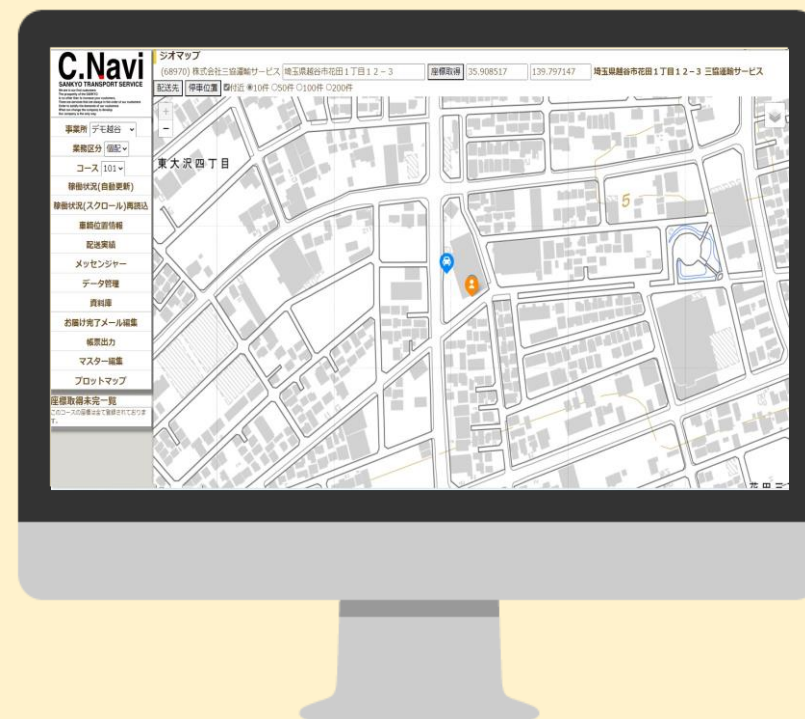 C.Navi
SANKYO TRANSPORT SERVICE
ジオマップ
(68970) 株式会社三協運輸サービス 埼玉県越谷市花田1丁目12-3 座標取得 35.908517 139.797147 埼玉県越谷市花田1丁目12-3 三協運輸サービス
配送先 停車位置 付近 10件 50件 100件 200件
+
-
事業所 デモ越谷
業務区分 個配
コース 101
稼働状況(自動更新)
稼働状況(スクロール)再読込
車輌位置情報
配送実績
メッセンジャー
データ管理
資料庫
お届け完了メール編集
帳票出力
マスター編集
プロットマップ
座標取得未完一覧
このコースの座標は全て登録されております。
東大沢四丁目
5